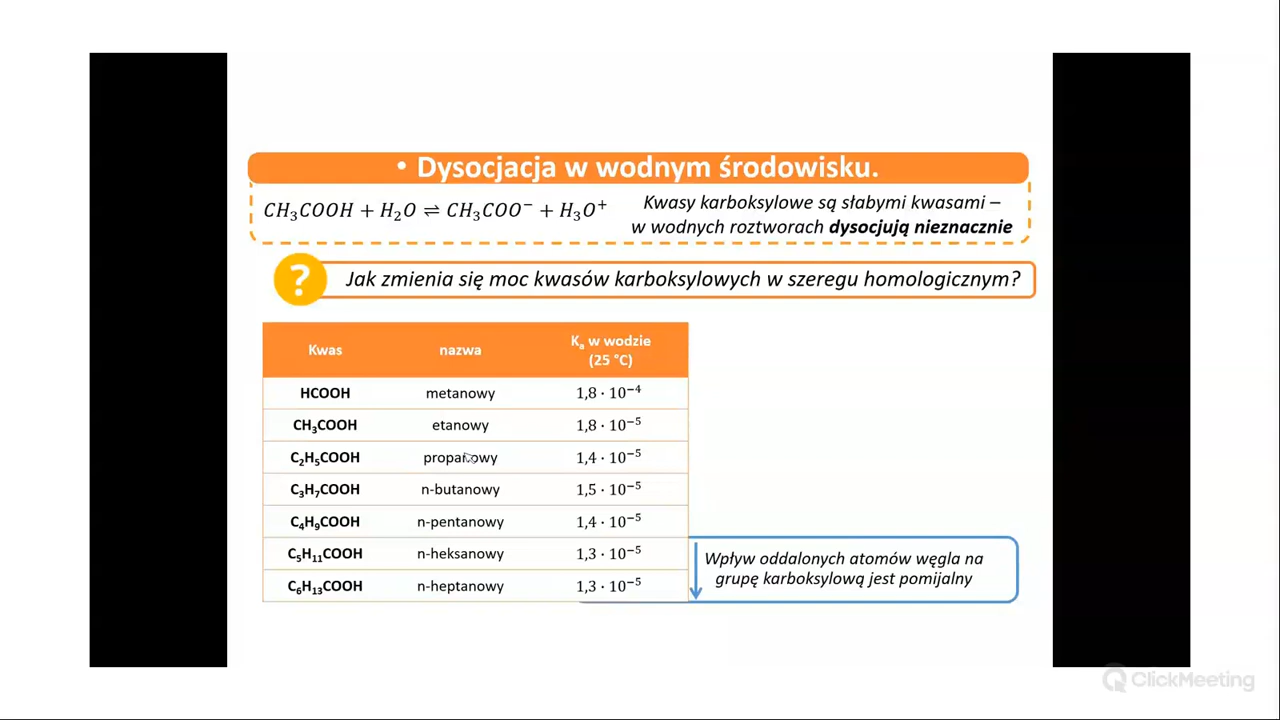 • Dysocjacja w wodnym środowisku.
CH₃COOH + H₂O ⇌ CH₃COO⁻ + H₃O⁺
Kwasy karboksylowe są słabymi kwasami –
w wodnych roztworach dysocjują nieznacznie
? Jak zmienia się moc kwasów karboksylowych w szeregu homologicznym?
Kwas nazwa Kₐ w wodzie
(25 °C)
HCOOH metanowy 1,8 · 10⁻⁴
CH₃COOH etanowy 1,8 · 10⁻⁵
C₂H₅COOH propanowy 1,4 · 10⁻⁵
C₃H₇COOH n-butanowy 1,5 · 10⁻⁵
C₄H₉COOH n-pentanowy 1,4 · 10⁻⁵
C₅H₁₁COOH n-heksanowy 1,3 · 10⁻⁵
C₆H₁₃COOH n-heptanowy 1,3 · 10⁻⁵
Wpływ oddalonych atomów węgla na
grupę karboksylową jest pomijalny
ClickMeeting